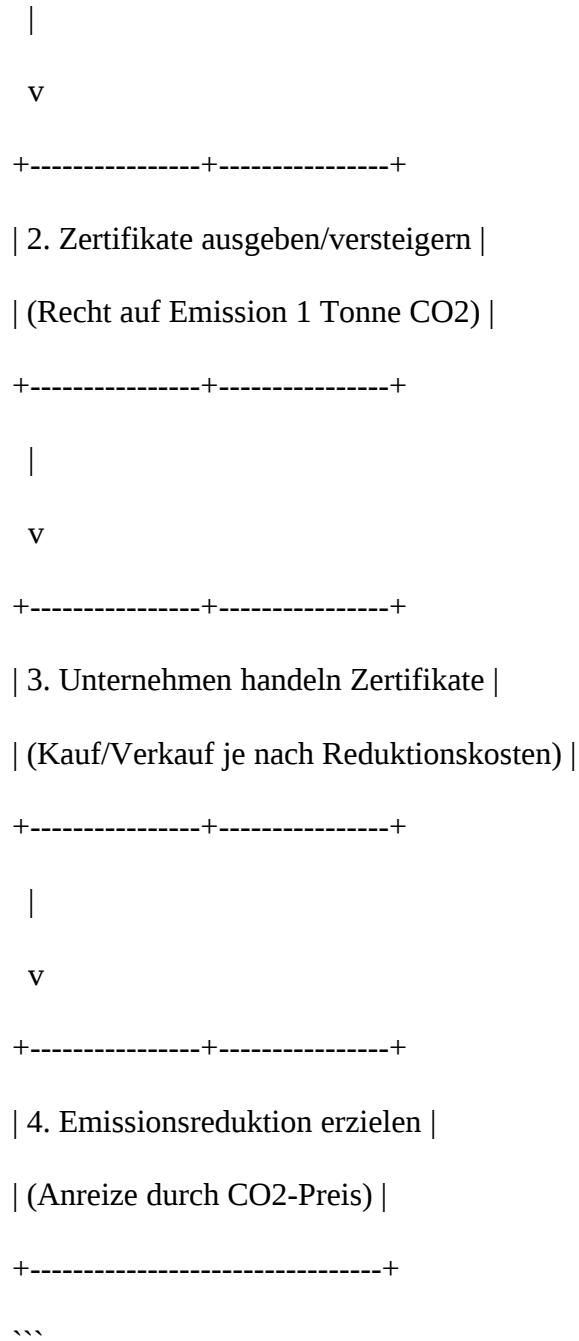 |
v
+----------------+----------------+
| 2. Zertifikate ausgeben/versteigern |
| (Recht auf Emission 1 Tonne CO2) |
+----------------+----------------+
|
v
+----------------+----------------+
| 3. Unternehmen handeln Zertifikate |
| (Kauf/Verkauf je nach Reduktionskosten) |
+----------------+----------------+
|
v
+----------------+----------------+
| 4. Emissionsreduktion erzielen |
| (Anreize durch CO2-Preis) |
+---------------------------------+
```